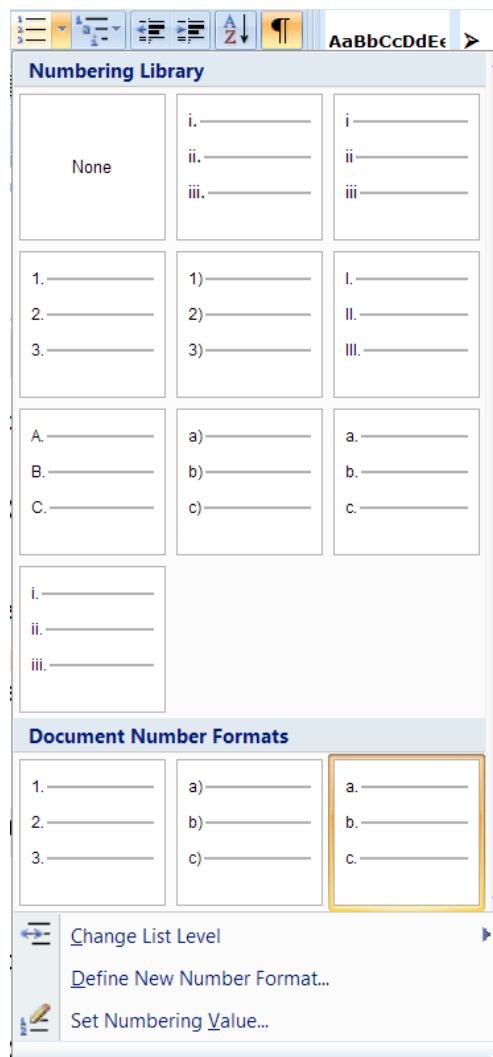 AaBbCcDdEe
Numbering Library
None
i.
ii.
iii.
i
ii
iii
1.
2.
3.
1)
2)
3)
I.
II.
III.
A.
B.
C.
a)
b)
c)
a.
b.
c.
i.
ii.
iii.
Document Number Formats
1.
2.
3.
a)
b)
c)
a.
b.
c.
Change List Level
Define New Number Format...
Set Numbering Value...